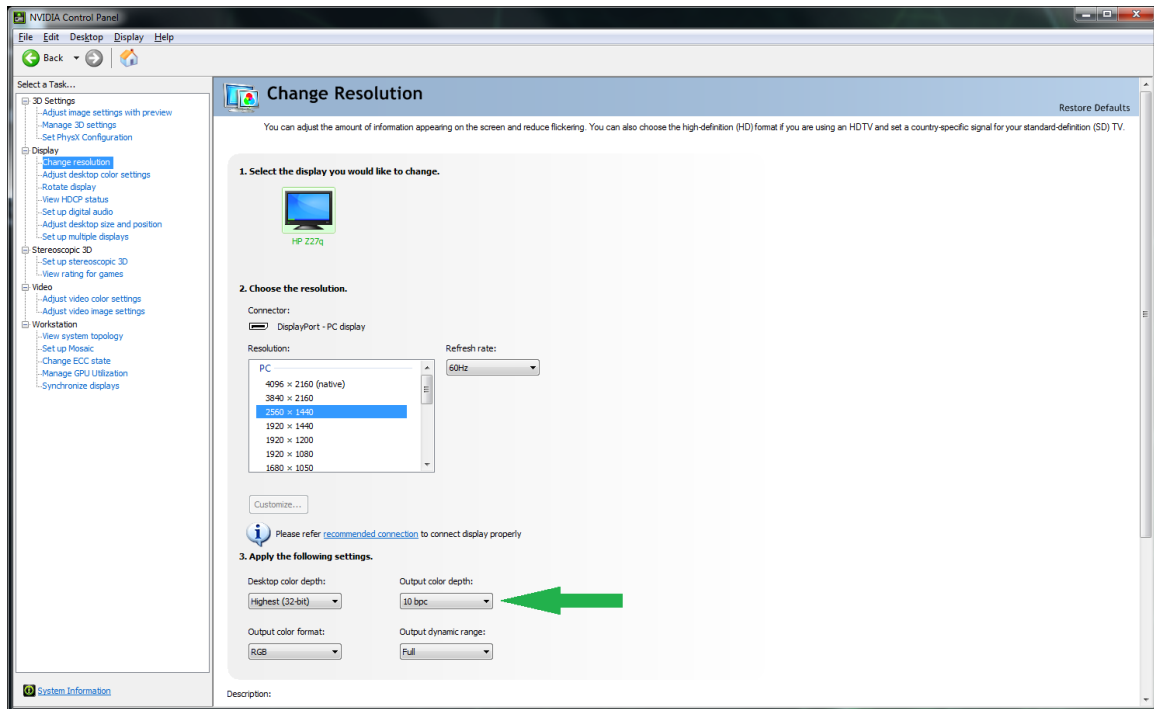 NVIDIA Control Panel
File Edit Desktop Display Help
Back
Select a Task...
3D Settings
Adjust image settings with preview
Manage 3D settings
Set PhysX Configuration
Display
Change resolution
Adjust desktop color settings
Rotate display
View HDCP status
Set up digital audio
Adjust desktop size and position
Set up multiple displays
Stereoscopic 3D
Set up stereoscopic 3D
View rating for games
Video
Adjust video color settings
Adjust video image settings
Workstation
View system topology
Set up Mosaic
Change ECC state
Manage GPU Utilization
Synchronize displays
System Information
Change Resolution
Restore Defaults
You can adjust the amount of information appearing on the screen and reduce flickering. You can also choose the high-definition (HD) format if you are using an HDTV and set a country-specific signal for your standard-definition (SD) TV.
1. Select the display you would like to change.
HP Z27q
2. Choose the resolution.
Connector:
DisplayPort - PC display
Resolution: Refresh rate:
PC 60Hz
4096 × 2160 (native)
3840 × 2160
2560 × 1440
1920 × 1440
1920 × 1200
1920 × 1080
1680 × 1050
Customize...
Please refer recommended connection to connect display properly
3. Apply the following settings.
Desktop color depth: Output color depth:
Highest (32-bit) 10 bpc
Output color format: Output dynamic range:
RGB Full
Description: